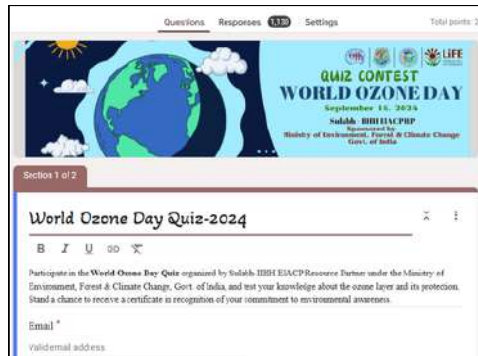 Questions Responses 1,130 Settings Total points: 2
LiFE
QUIZ CONTEST
WORLD OZONE DAY
September 16, 2024
Sulabh - IIHH EIACPRP
Sponsored by
Ministry of Environment, Forest & Climate Change
Govt. of India
Section 1 of 2
World Ozone Day Quiz-2024
B I U
Participate in the World Ozone Day Quiz organized by Sulabh-IIHH EIACP Resource Partner under the Ministry of
Environment, Forest & Climate Change, Govt. of India, and test your knowledge about the ozone layer and its protection.
Stand a chance to receive a certificate in recognition of your commitment to environmental awareness.
Email *
Valid email address